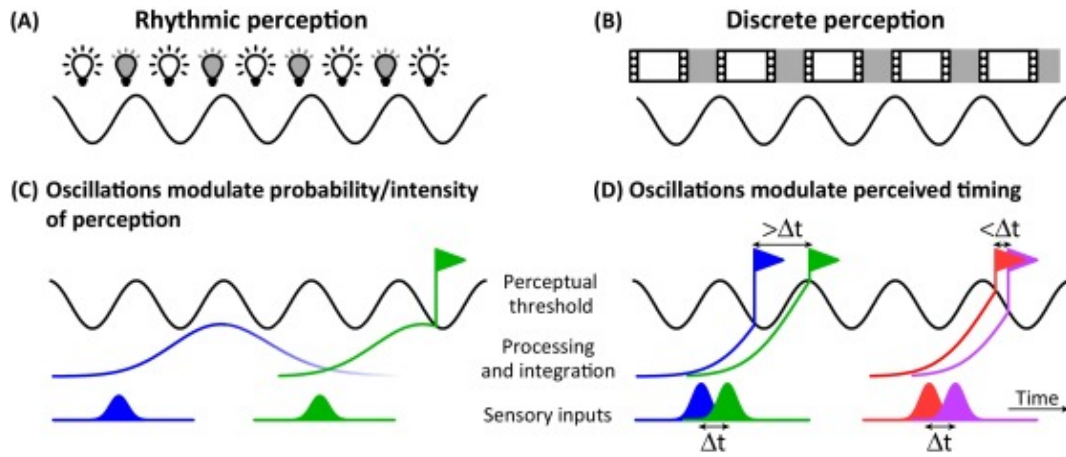 (A) Rhythmic perception
(B) Discrete perception
(C) Oscillations modulate probability/intensity
of perception
(D) Oscillations modulate perceived timing
>Δt
<Δt
Perceptual
threshold
Processing
and integration
Sensory inputs
Δt
Δt
Time